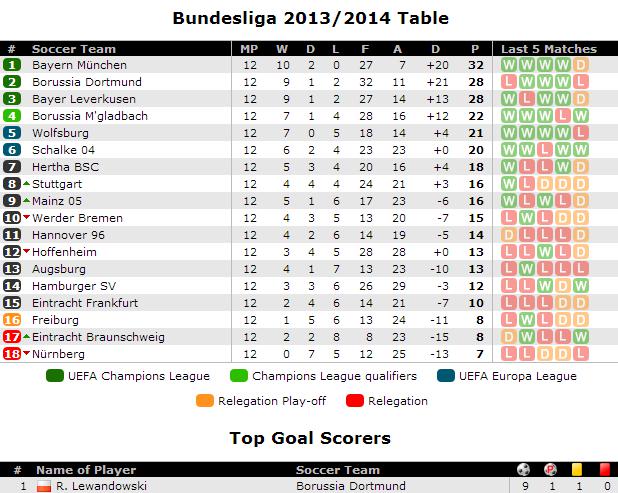 Bundesliga 2013/2014 Table
# Soccer Team MP W D L F A D P Last 5 Matches
1 Bayern München 12 10 2 0 27 7 +20 32 W W W W D
2 Borussia Dortmund 12 9 1 2 32 11 +21 28 L W W W L
3 Bayer Leverkusen 12 9 1 2 27 14 +13 28 W L W W D
4 Borussia M'gladbach 12 7 1 4 28 16 +12 22 W W W L W
5 Wolfsburg 12 7 0 5 18 14 +4 21 W W W W L
6 Schalke 04 12 6 2 4 23 23 +0 20 W W L W W
7 Hertha BSC 12 5 3 4 20 16 +4 18 L L W L D
8 Stuttgart 12 4 4 4 24 21 +3 16 W L D D D
9 Mainz 05 12 5 1 6 17 23 -6 16 W L W L D
10 Werder Bremen 12 4 3 5 13 20 -7 15 L W L D D
11 Hannover 96 12 4 2 6 14 19 -5 14 D L L L D
12 Hoffenheim 12 3 4 5 28 28 +0 13 L L W L D
13 Augsburg 12 4 1 7 13 23 -10 13 L W L L L
14 Hamburger SV 12 3 3 6 26 29 -3 12 L L W D W
15 Eintracht Frankfurt 12 2 4 6 14 21 -7 10 L L L D D
16 Freiburg 12 1 5 6 13 24 -11 8 L W L D D
17 Eintracht Braunschweig 12 2 2 8 8 23 -15 8 D W L L W
18 Nürnberg 12 0 7 5 12 25 -13 7 L L D D L
UEFA Champions League Champions League qualifiers UEFA Europa League
Relegation Play-off Relegation
Top Goal Scorers
# Name of Player Soccer Team P
1 R. Lewandowski Borussia Dortmund 9 1 1 0